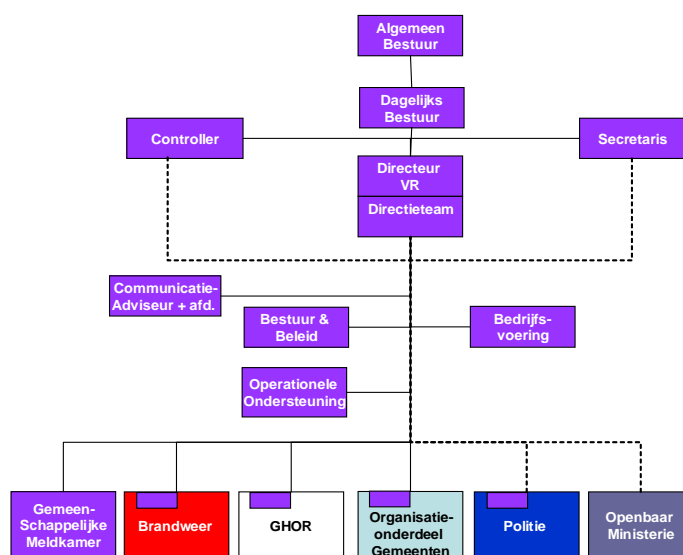 Algemeen
Bestuur
Dagelijks
Bestuur
Controller
Secretaris
Directeur
VR
Directieteam
Communicatie-
Adviseur + afd.
Bestuur &
Beleid
Bedrijfs-
voering
Operationele
Ondersteuning
Gemeen-
Schappelijke
Meldkamer
Brandweer
GHOR
Organisatie-
onderdeel
Gemeenten
Politie
Openbaar
Ministerie